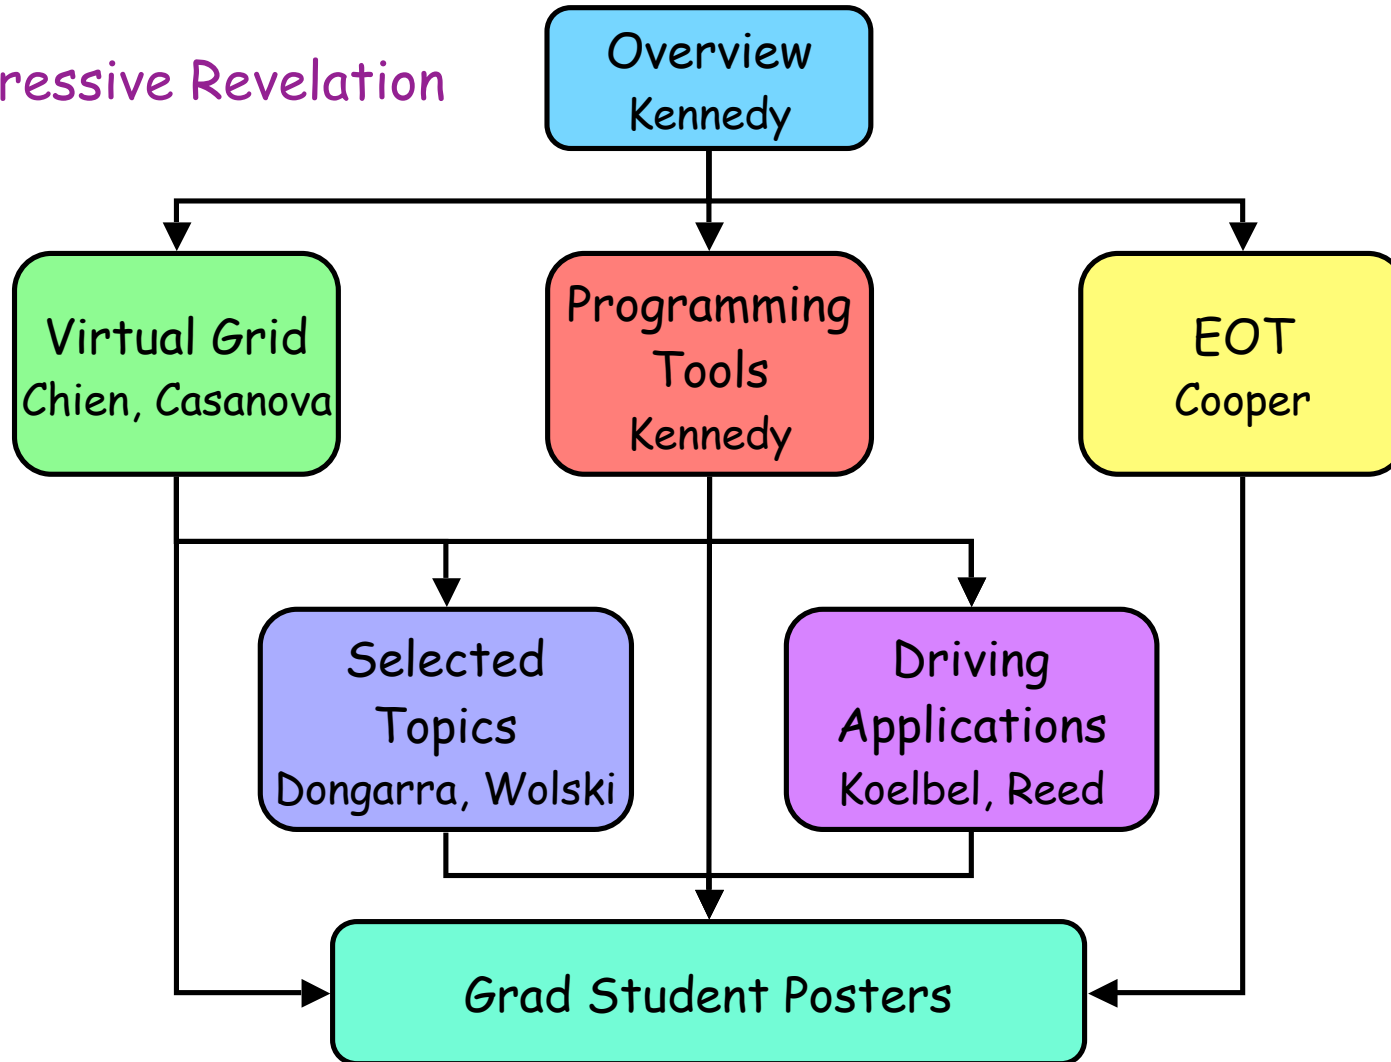 ressive Revelation
Overview
Kennedy
Virtual Grid
Chien, Casanova
Programming
Tools
Kennedy
EOT
Cooper
Selected
Topics
Dongarra, Wolski
Driving
Applications
Koelbel, Reed
Grad Student Posters